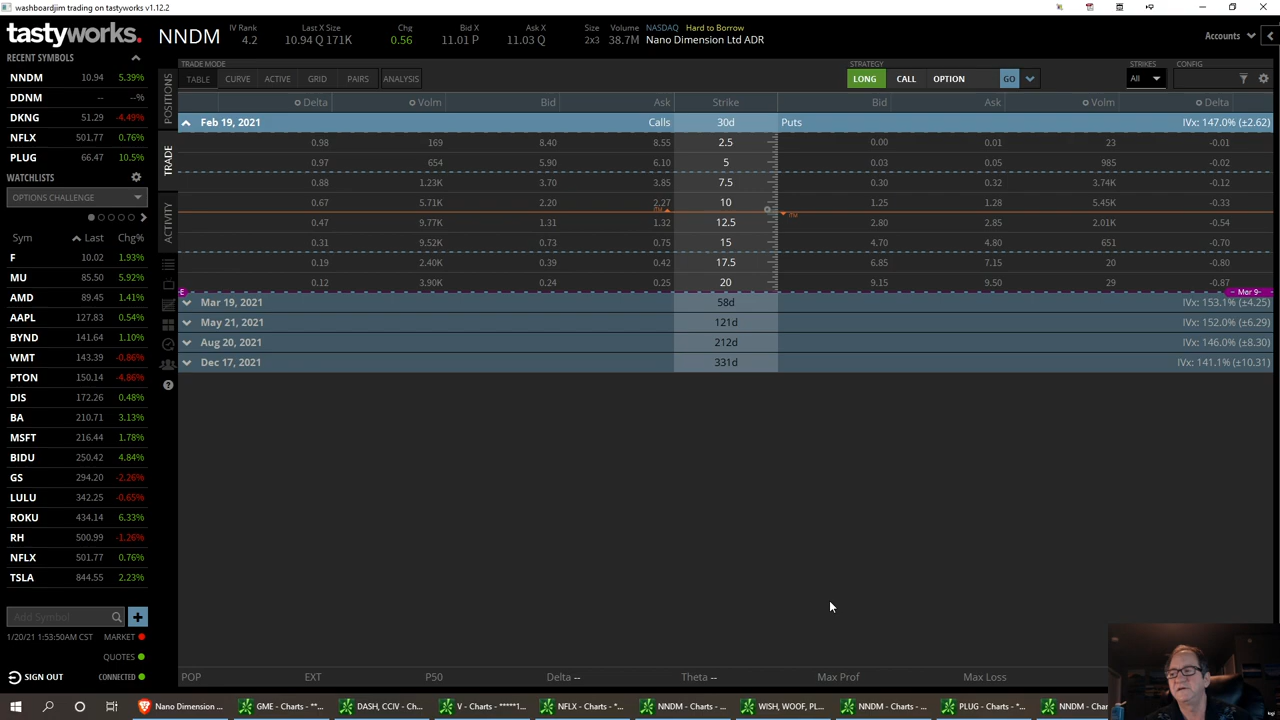 washboardjim trading on tastyworks v1.12.2
tastyworks.
NNDM
IV Rank
4.2
Last X Size
10.94 Q 171K
Chg
0.56
Bid X
11.01 P
Ask X
11.03 Q
Size
2x3
Volume
38.7M
NASDAQ
Hard to Borrow
Nano Dimension Ltd ADR
Accounts
RECENT SYMBOLS
NNDM 10.94 5.39%
DDNM -- --%
DKNG 51.29 -4.49%
NFLX 501.77 0.76%
PLUG 66.47 10.5%
WATCHLISTS
OPTIONS CHALLENGE
Sym Last Chg%
F 10.02 1.93%
MU 85.50 5.92%
AMD 89.45 1.41%
AAPL 127.83 0.54%
BYND 141.64 1.10%
WMT 143.39 -0.86%
PTON 150.14 -4.86%
DIS 172.26 0.48%
BA 210.71 3.13%
MSFT 216.44 1.78%
BIDU 250.42 4.84%
GS 294.20 -2.26%
LULU 342.25 -0.65%
ROKU 434.14 6.33%
RH 500.99 -1.26%
NFLX 501.77 0.76%
TSLA 844.55 2.23%
Add Symbol
1/20/21 1:53:50AM CST MARKET
QUOTES
SIGN OUT CONNECTED
POSITIONS
TRADE
ACTIVITY
TRADE MODE
TABLE CURVE ACTIVE GRID PAIRS ANALYSIS
STRATEGY
LONG CALL OPTION GO
STRIKES
All
CONFIG
Delta Volm Bid Ask Strike Bid Ask Volm Delta
Feb 19, 2021 Calls 30d Puts IVx: 147.0% (±2.62)
0.98 169 8.40 8.55 2.5 0.00 0.01 23 -0.01
0.97 654 5.90 6.10 5 0.03 0.05 985 -0.02
0.88 1.23K 3.70 3.85 7.5 0.30 0.32 3.74K -0.12
0.67 5.71K 2.20 2.27 10 1.25 1.28 5.45K -0.33
itm itm
0.47 9.77K 1.31 1.32 12.5 2.80 2.85 2.01K -0.54
0.31 9.52K 0.73 0.75 15 4.70 4.80 651 -0.70
0.19 2.40K 0.39 0.42 17.5 6.85 7.15 20 -0.80
0.12 3.90K 0.24 0.25 20 9.15 9.50 29 -0.87
E Mar 9-
Mar 19, 2021 58d IVx: 153.1% (±4.25)
May 21, 2021 121d IVx: 152.0% (±6.29)
Aug 20, 2021 212d IVx: 146.0% (±8.30)
Dec 17, 2021 331d IVx: 141.1% (±10.31)
POP EXT P50 Delta -- Theta -- Max Prof Max Loss
Nano Dimension ... GME - Charts - **... DASH, CCIV - Char... V - Charts - *****1... NFLX - Charts - *... NNDM - Charts -... WISH, WOOF, PL... NNDM - Charts -... PLUG - Charts - *... NNDM - Charts